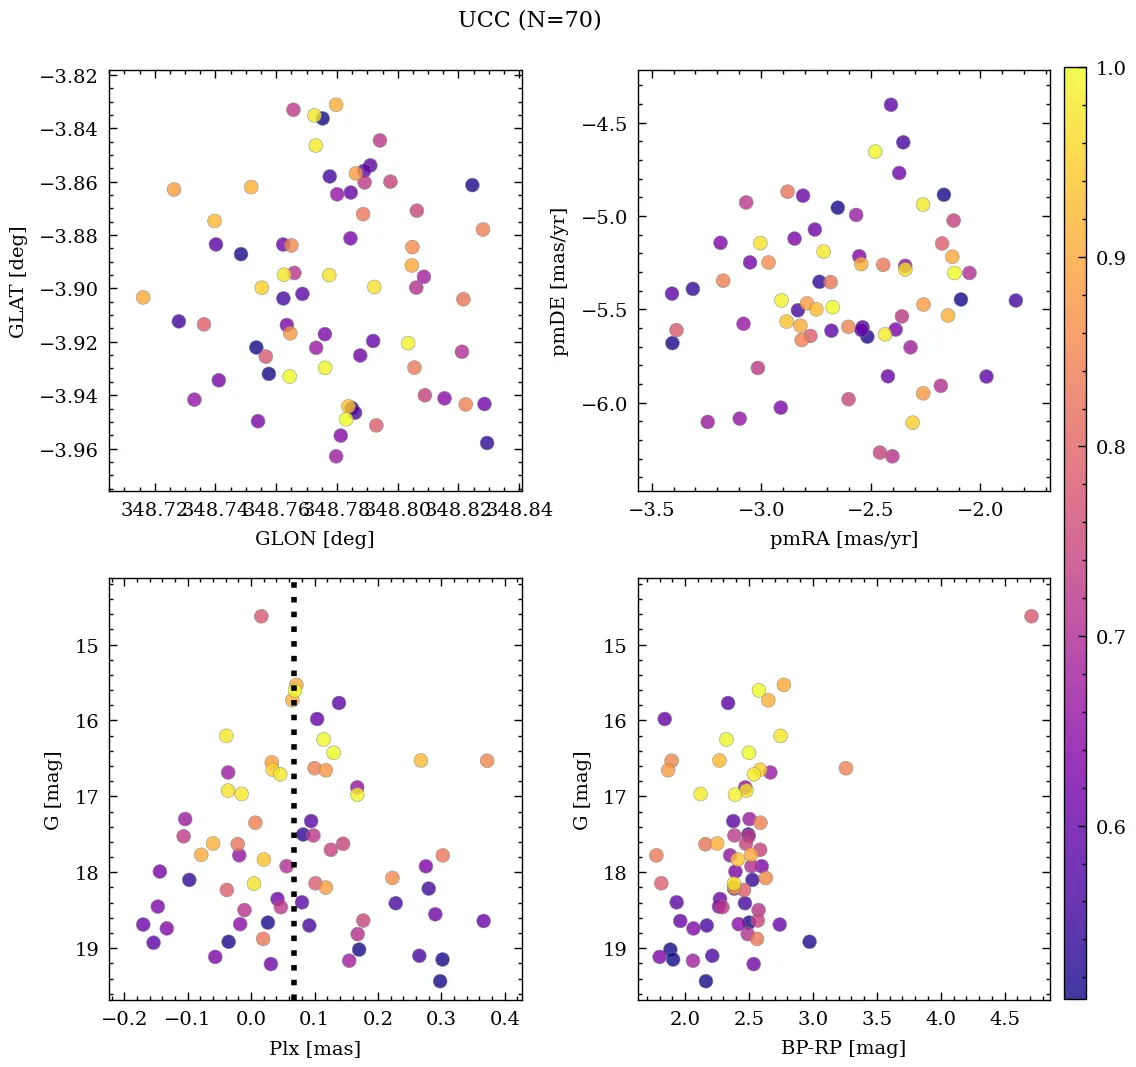 UCC (N=70)
−3.82
−3.84
−3.86
−3.88
−3.90
−3.92
−3.94
−3.96
GLAT [deg]
348.72 348.74 348.76 348.78 348.80 348.82 348.84
GLON [deg]
−4.5
−5.0
−5.5
−6.0
pmDE [mas/yr]
−3.5 −3.0 −2.5 −2.0
pmRA [mas/yr]
1.0
0.9
0.8
0.7
0.6
15
16
17
18
19
G [mag]
−0.2 −0.1 0.0 0.1 0.2 0.3 0.4
Plx [mas]
15
16
17
18
19
G [mag]
2.0 2.5 3.0 3.5 4.0 4.5
BP-RP [mag]